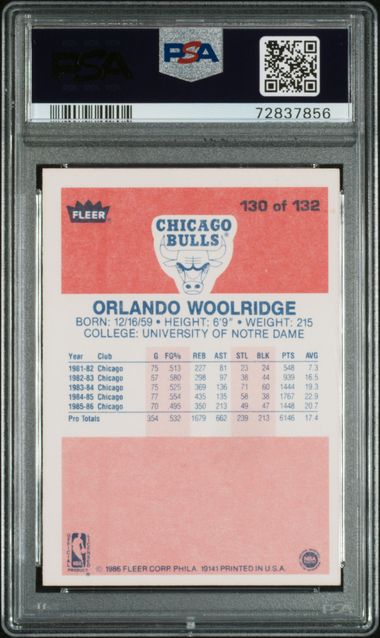 PSA
PSA
72837856
FLEER
130 of 132
CHICAGO
BULLS
ORLANDO WOOLRIDGE
BORN: 12/16/59 • HEIGHT: 6'9" • WEIGHT: 215
COLLEGE: UNIVERSITY OF NOTRE DAME
Year Club G FG% REB AST STL BLK PTS AVG
1981-82 Chicago 75 513 227 81 23 24 548 7.3
1982-83 Chicago 57 580 298 97 38 44 939 16.5
1983-84 Chicago 75 525 369 136 71 60 1444 19.3
1984-85 Chicago 77 554 435 135 58 38 1767 22.9
1985-86 Chicago 70 495 350 213 49 47 1448 20.7
Pro Totals 354 532 1679 662 239 213 6146 17.4
OFFICIAL
NBA
PRODUCT
© 1986 FLEER CORP. PHILA. 19141 PRINTED IN U.S.A.
PSA